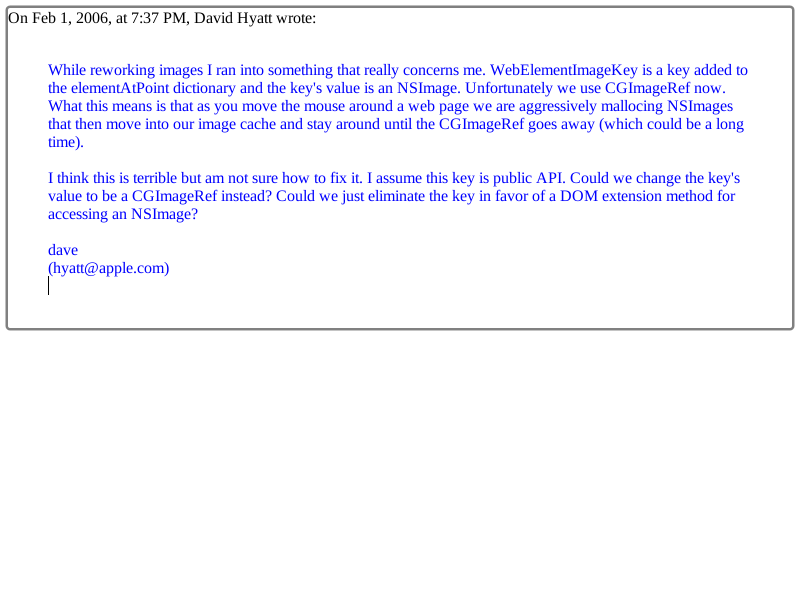 On Feb 1, 2006, at 7:37 PM, David Hyatt wrote:
While reworking images I ran into something that really concerns me. WebElementImageKey is a key added to
the elementAtPoint dictionary and the key's value is an NSImage. Unfortunately we use CGImageRef now.
What this means is that as you move the mouse around a web page we are aggressively mallocing NSImages
that then move into our image cache and stay around until the CGImageRef goes away (which could be a long
time).
I think this is terrible but am not sure how to fix it. I assume this key is public API. Could we change the key's
value to be a CGImageRef instead? Could we just eliminate the key in favor of a DOM extension method for
accessing an NSImage?
dave
(hyatt@apple.com)